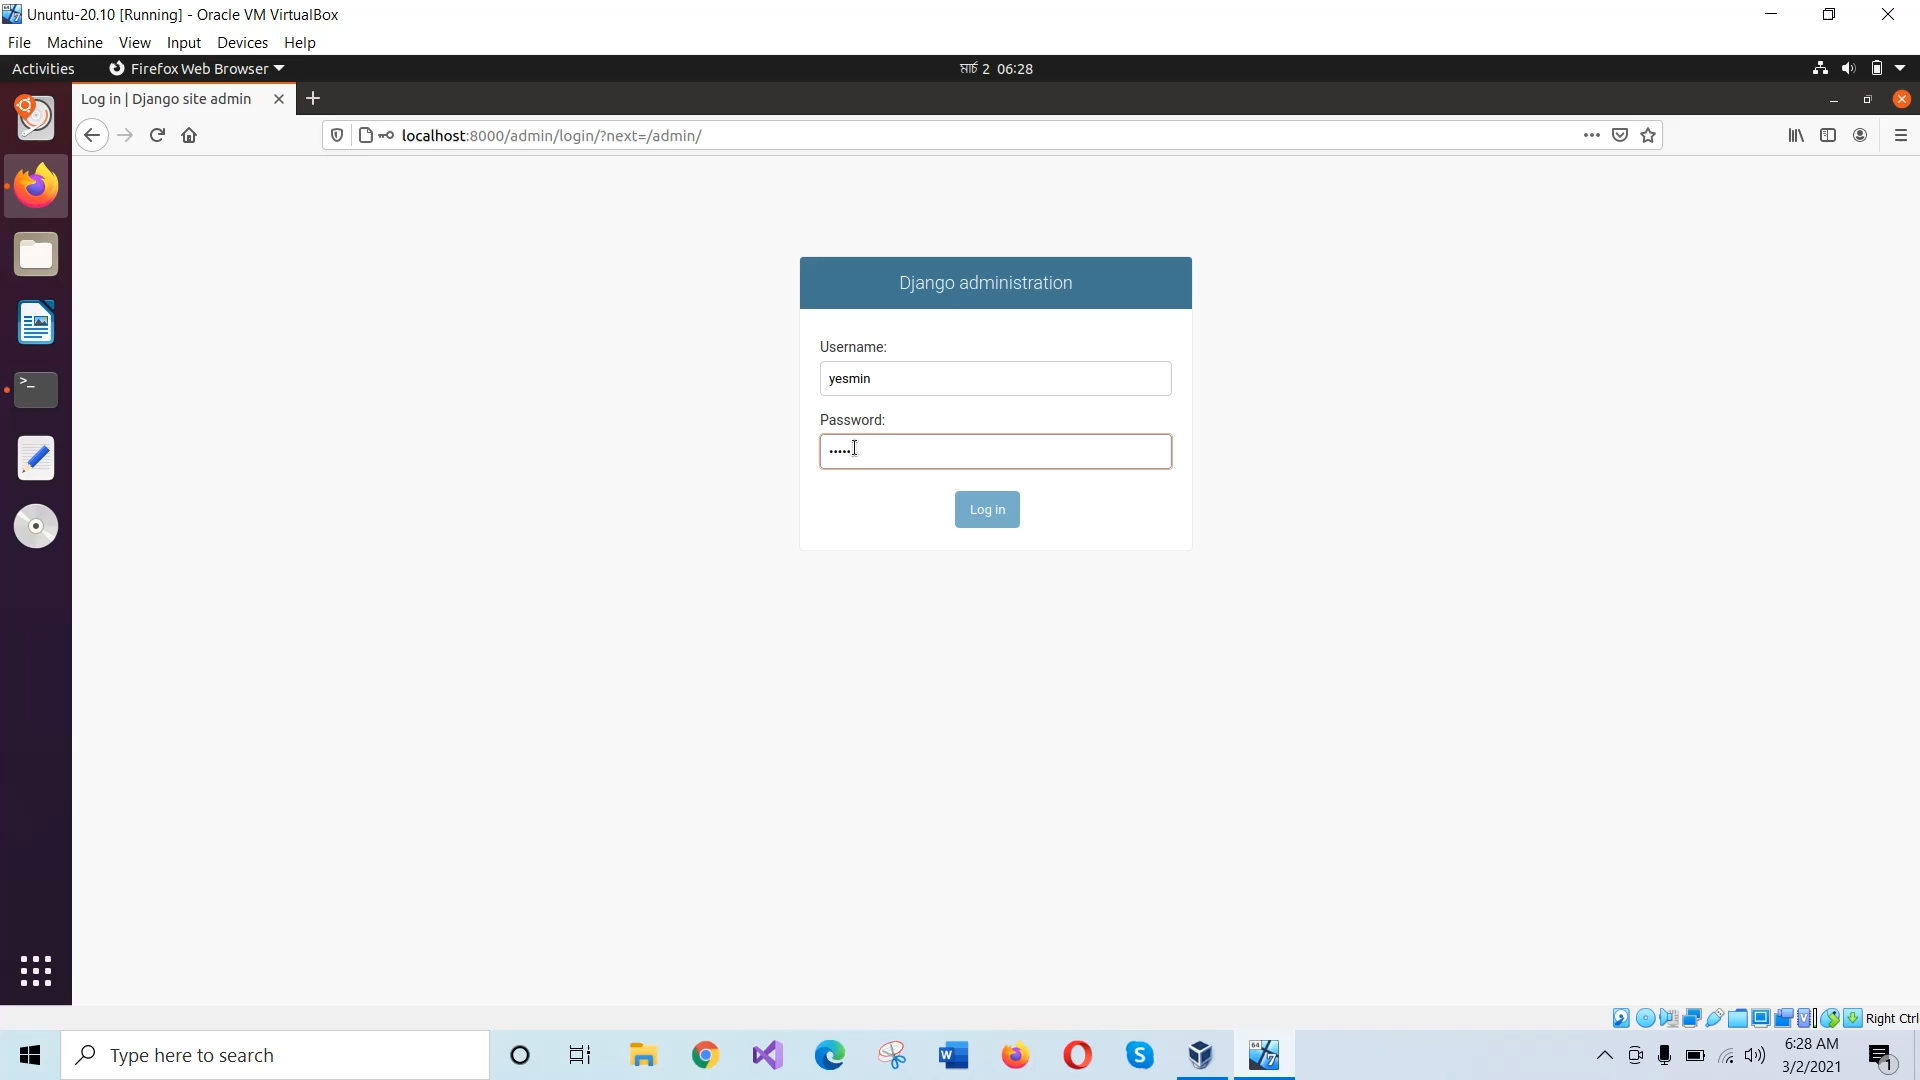 Ununtu-20.10 [Running] - Oracle VM VirtualBox
File Machine View Input Devices Help
Activities Firefox Web Browser মার্চ 2 06:28
Log in | Django site admin
localhost:8000/admin/login/?next=/admin/
Django administration
Username:
yesmin
Password:
•••••
Log in
Right Ctrl
Type here to search
6:28 AM
3/2/2021
1